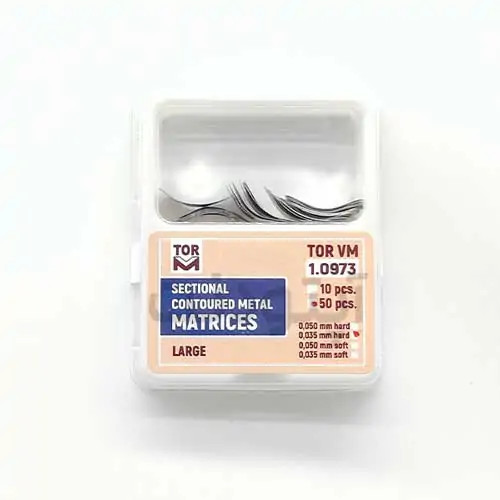 TOR
VM
TOR VM
1.0973
SECTIONAL
CONTOURED METAL
MATRICES
LARGE
10 pcs.
50 pcs.
0,050 mm hard
0,035 mm hard
0,050 mm soft
0,035 mm soft